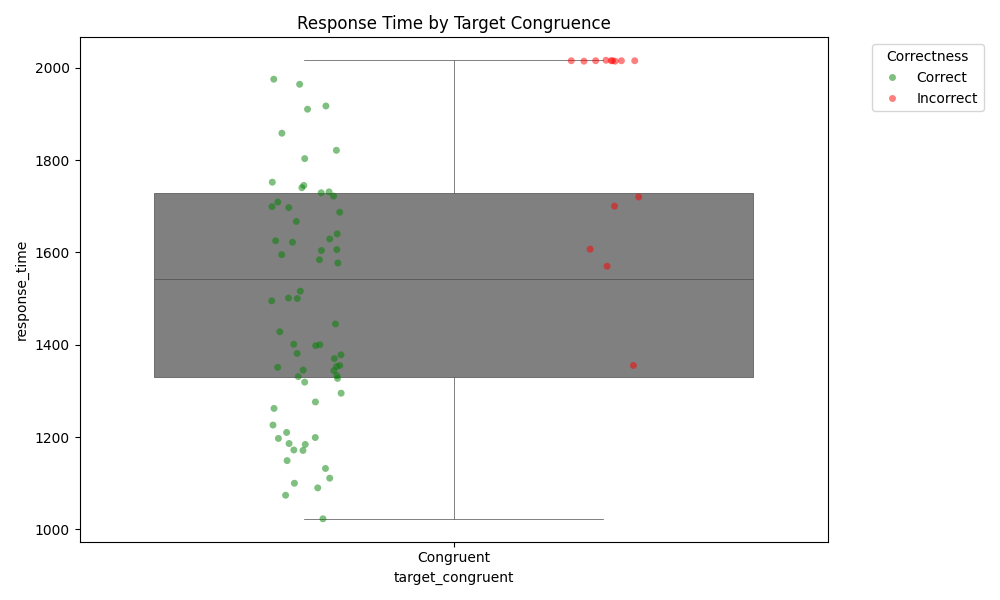 Response Time by Target Congruence
Correctness
Correct
Incorrect
2000
1800
1600
1400
1200
1000
response_time
Congruent
target_congruent